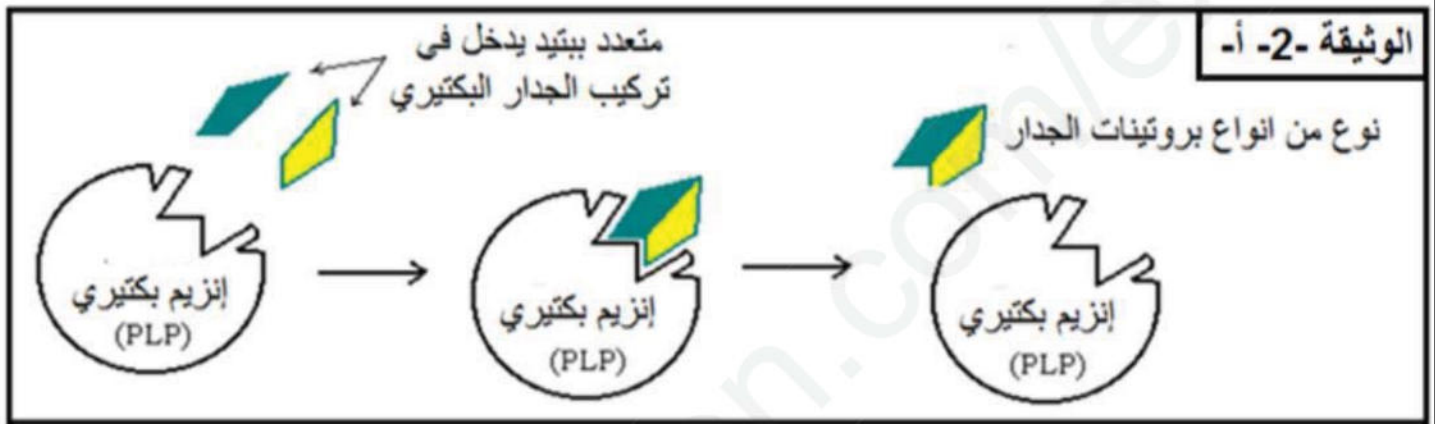 الوثيقة -2- أ-
متعدد ببتيد يدخل في
تركيب الجدار البكتيري
نوع من انواع بروتينات الجدار
إنزيم بكتيري
(PLP)
إنزيم بكتيري
(PLP)
إنزيم بكتيري
(PLP)